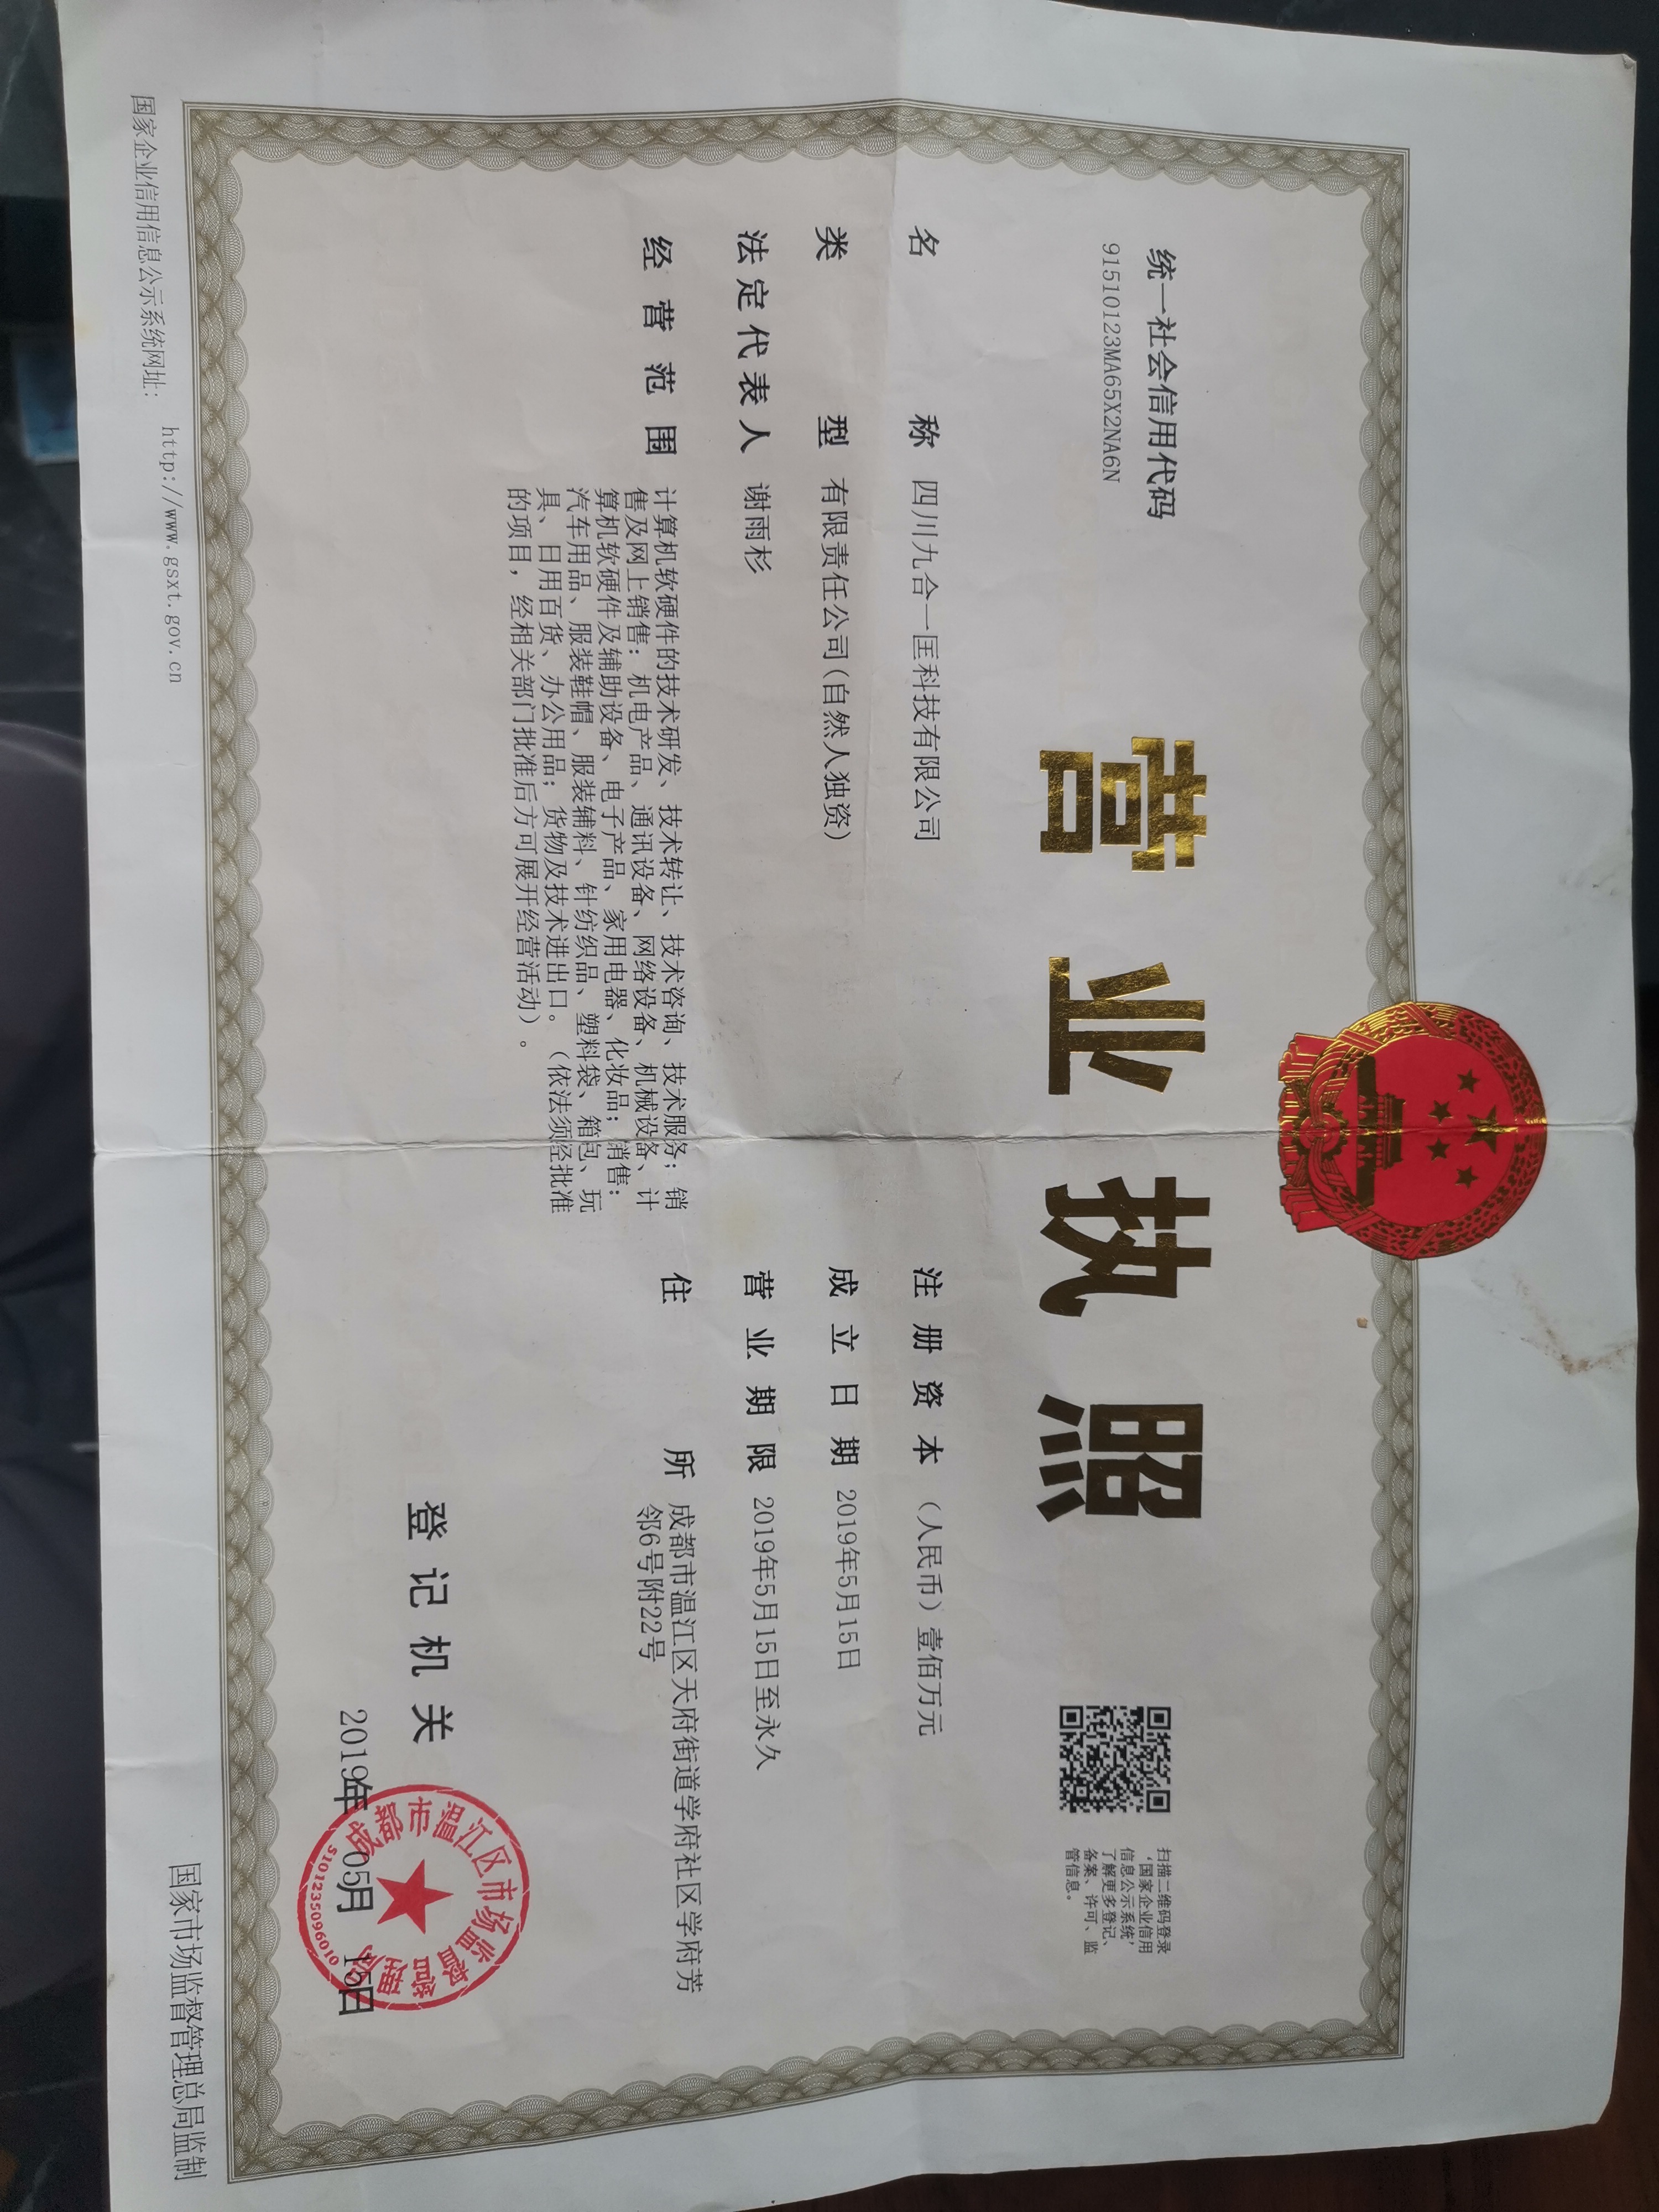 统一社会信用代码
91510123MA65X2NA6N
营业执照
扫描二维码登录
‘国家企业信用
信息公示系统’
了解更多登记、
备案、许可、监
管信息。
名称 四川九合一匡科技有限公司
类型 有限责任公司(自然人独资)
法定代表人 谢雨杉
经营范围 计算机软硬件的技术研发、技术转让、技术咨询、技术服务；销
售及网上销售：机电产品、通讯设备、网络设备、机械设备、计
算机软硬件及辅助设备、电子产品、家用电器、化妆品；销售：
汽车用品、服装鞋帽、服装辅料、针纺织品、塑料袋、箱包、玩
具、日用百货、办公用品；货物及技术进出口。（依法须经批准
的项目，经相关部门批准后方可展开经营活动）。
注册资本 （人民币）壹佰万元
成立日期 2019年5月15日
营业期限 2019年5月15日至永久
住所 成都市温江区天府街道学府社区学府芳
邻6号附22号
登记机关
成都市温江区市场监督管理局
5101235096010
2019年 05月 15日
国家企业信用信息公示系统网址： http://www.gsxt.gov.cn
国家市场监督管理总局监制